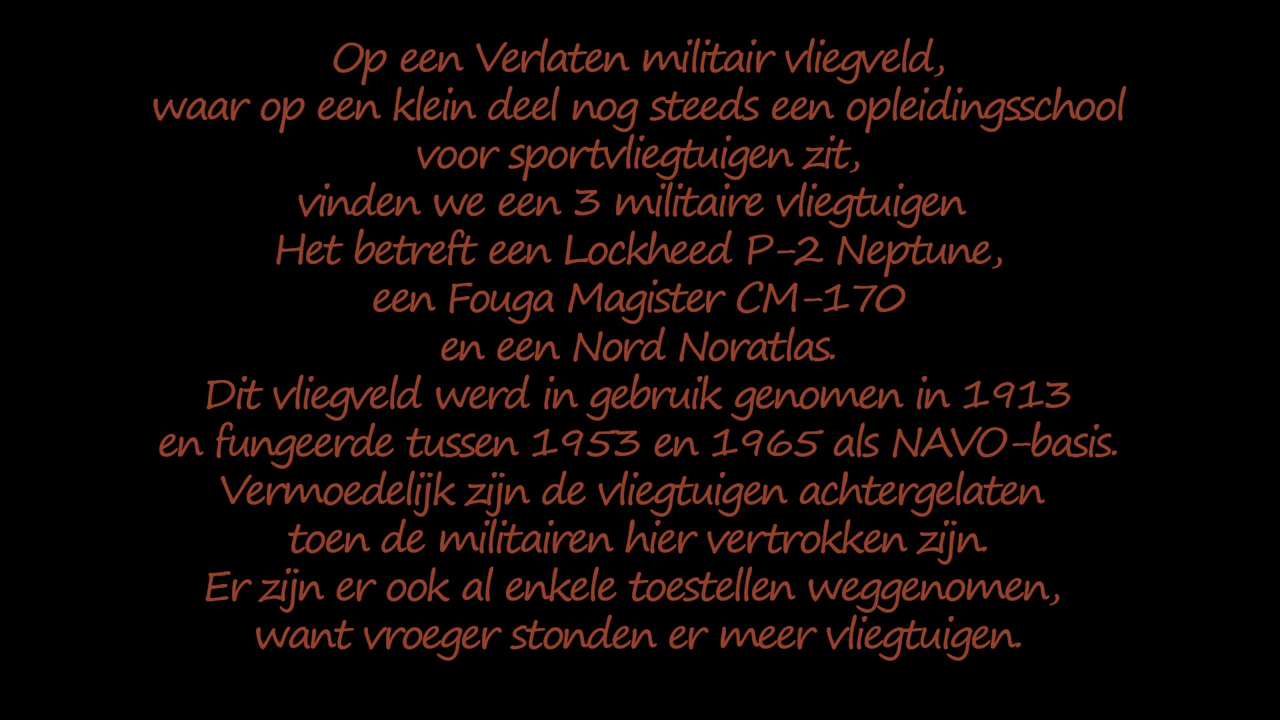 Op een Verlaten militair vliegveld,
waar op een klein deel nog steeds een opleidingsschool
voor sportvliegtuigen zit,
vinden we een 3 militaire vliegtuigen
Het betreft een Lockheed P-2 Neptune,
een Fouga Magister CM-170
en een Nord Noratlas.
Dit vliegveld werd in gebruik genomen in 1913
en fungeerde tussen 1953 en 1965 als NAVO-basis.
Vermoedelijk zijn de vliegtuigen achtergelaten
toen de militairen hier vertrokken zijn.
Er zijn er ook al enkele toestellen weggenomen,
want vroeger stonden er meer vliegtuigen.